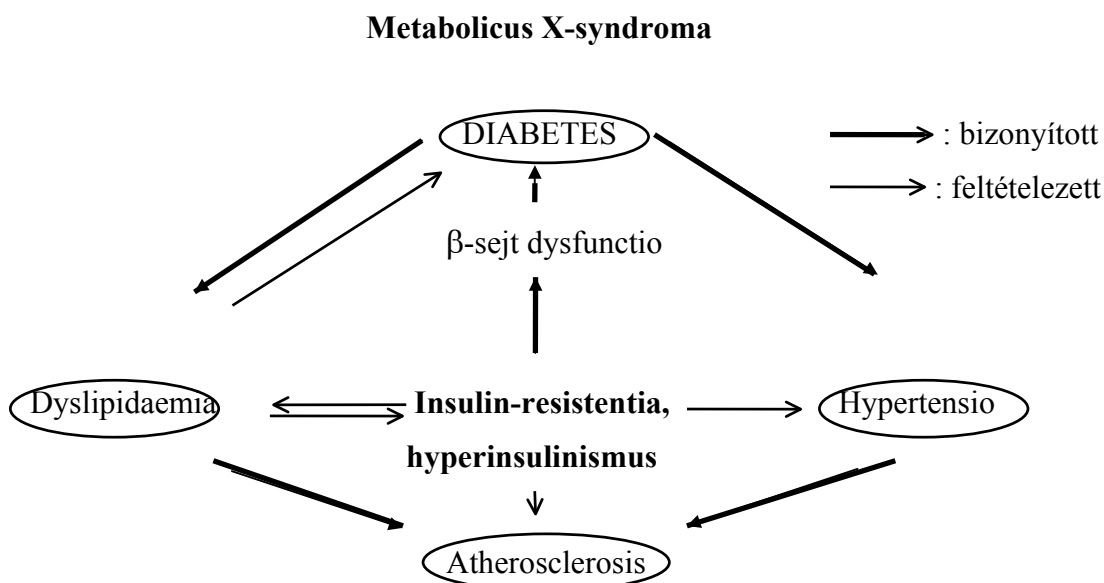 Metabolicus X-syndroma
DIABETES
: bizonyított
: feltételezett
β-sejt dysfunctio
Dyslipidaemia
Insulin-resistentia,
hyperinsulinismus
Hypertensio
Atherosclerosis